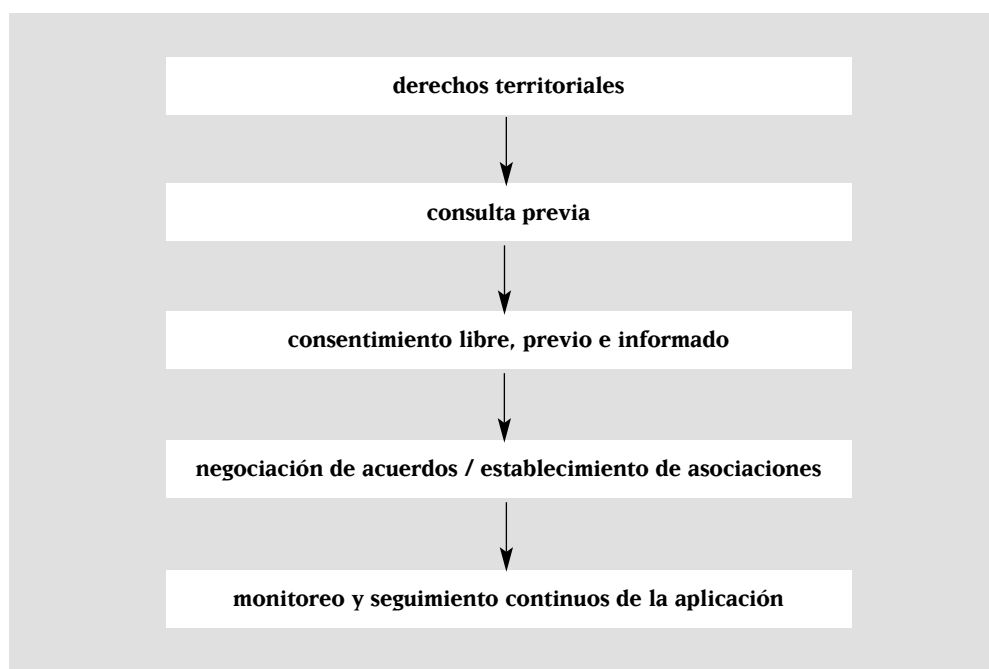 derechos territoriales
consulta previa
consentimiento libre, previo e informado
negociación de acuerdos / establecimiento de asociaciones
monitoreo y seguimiento continuos de la aplicación